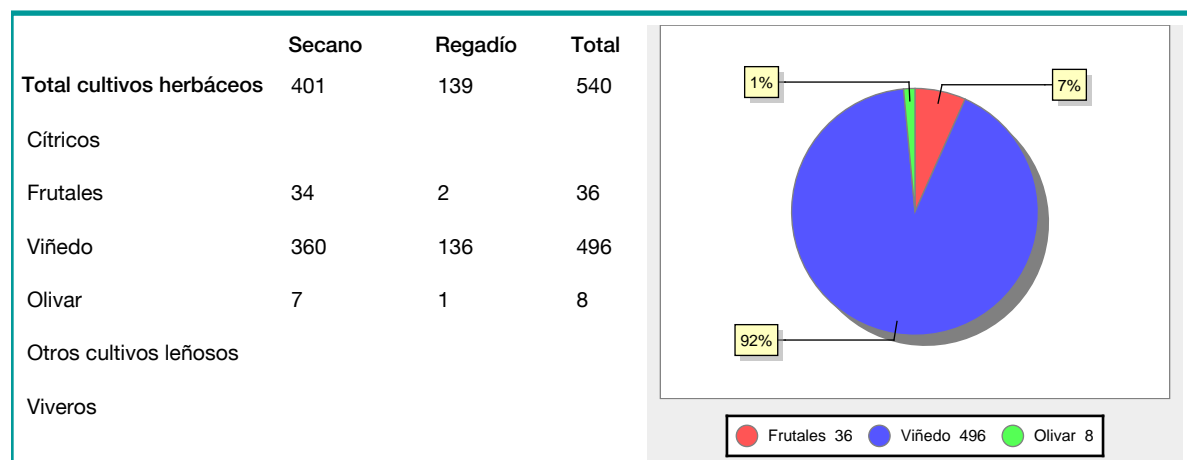 Secano Regadío Total
Total cultivos herbáceos 401 139 540
Cítricos
Frutales 34 2 36
Viñedo 360 136 496
Olivar 7 1 8
Otros cultivos leñosos
Viveros
1%
7%
92%
Frutales 36 Viñedo 496 Olivar 8